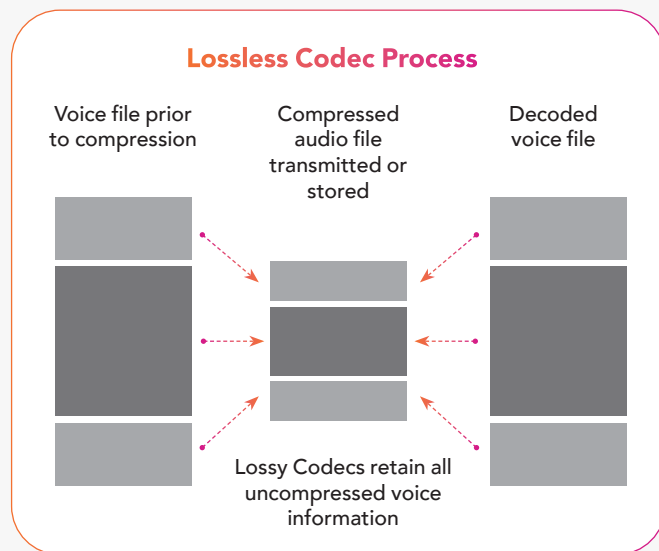 Lossless Codec Process
Voice file prior
to compression
Compressed
audio file
transmitted or
stored
Decoded
voice file
Lossy Codecs retain all
uncompressed voice
information